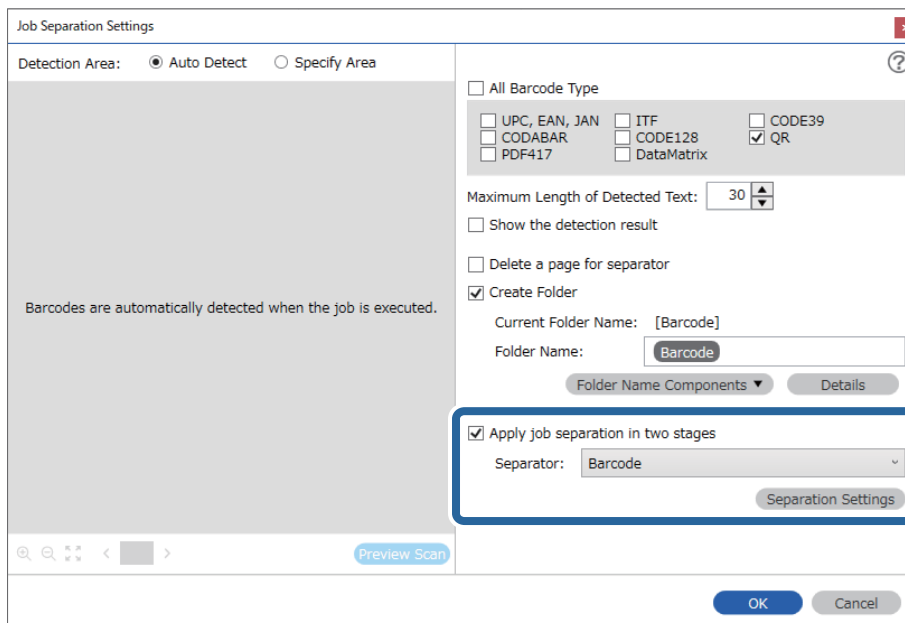 Job Separation Settings
Detection Area: Auto Detect Specify Area
Barcodes are automatically detected when the job is executed.
Preview Scan
All Barcode Type
UPC, EAN, JAN ITF CODE39
CODABAR CODE128 QR
PDF417 DataMatrix
Maximum Length of Detected Text: 30
Show the detection result
Delete a page for separator
Create Folder
Current Folder Name: [Barcode]
Folder Name: Barcode
Folder Name Components ▼ Details
Apply job separation in two stages
Separator: Barcode
Separation Settings
OK Cancel